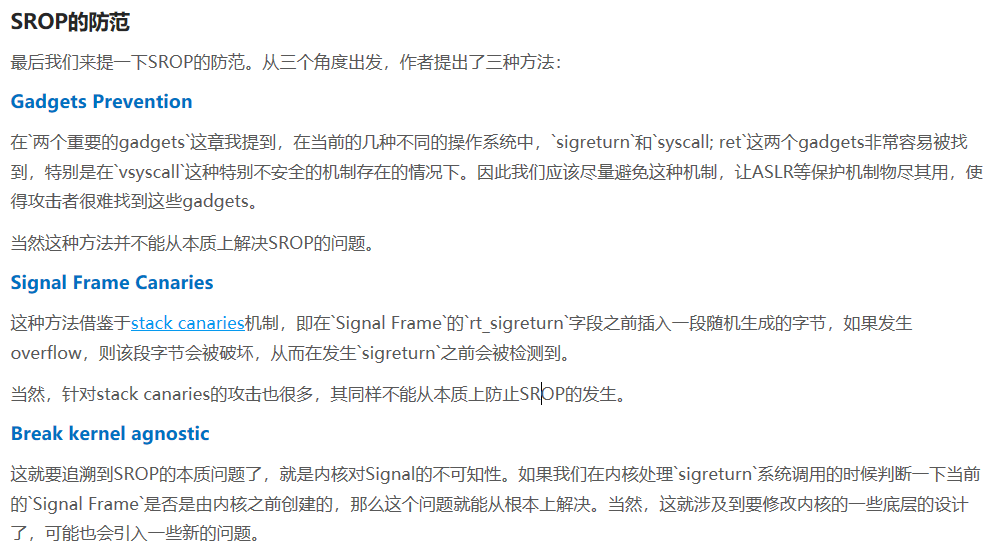 SROP的防范
最后我们来提一下SROP的防范。从三个角度出发，作者提出了三种方法：
Gadgets Prevention
在`两个重要的gadgets`这章我提到，在当前的几种不同的操作系统中，`sigreturn`和`syscall; ret`这两个gadgets非常容易被找
到，特别是在`vsyscall`这种特别不安全的机制存在的情况下。因此我们应该尽量避免这种机制，让ASLR等保护机制物尽其用，使
得攻击者很难找到这些gadgets。
当然这种方法并不能从本质上解决SROP的问题。
Signal Frame Canaries
这种方法借鉴于stack canaries机制，即在`Signal Frame`的`rt_sigreturn`字段之前插入一段随机生成的字节，如果发生
overflow，则该段字节会被破坏，从而在发生`sigreturn`之前会被检测到。
当然，针对stack canaries的攻击也很多，其同样不能从本质上防止SROP的发生。
Break kernel agnostic
这就要追溯到SROP的本质问题了，就是内核对Signal的不可知性。如果我们在内核处理`sigreturn`系统调用的时候判断一下当前
的`Signal Frame`是否是由内核之前创建的，那么这个问题就能从根本上解决。当然，这就涉及到要修改内核的一些底层的设计
了，可能也会引入一些新的问题。